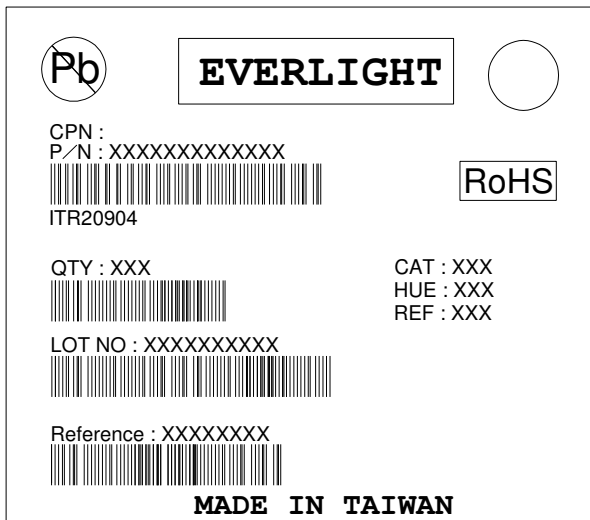 Pb
EVERLIGHT
CPN :
P/N : XXXXXXXXXXXXX
RoHS
ITR20904
QTY : XXX
CAT : XXX
HUE : XXX
REF : XXX
LOT NO : XXXXXXXXXX
Reference : XXXXXXXX
MADE IN TAIWAN